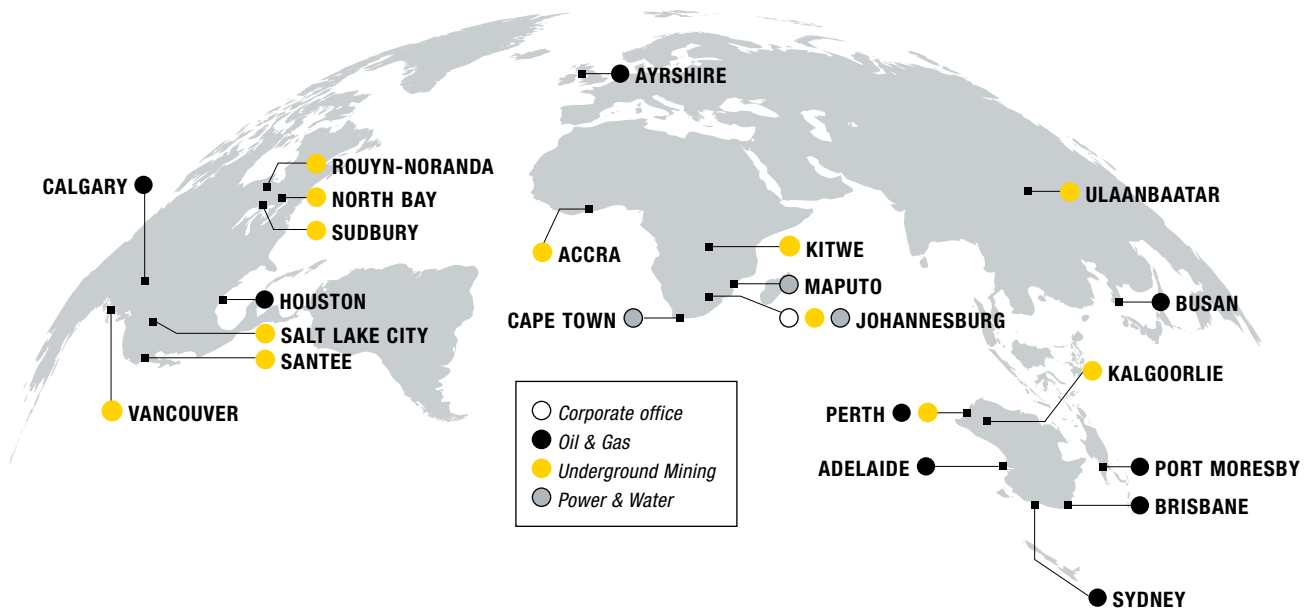 AYRSHIRE
ROUYN-NORANDA
CALGARY
NORTH BAY
ULAANBAATAR
SUDBURY
ACCRA
KITWE
MAPUTO
HOUSTON
BUSAN
CAPE TOWN
JOHANNESBURG
SALT LAKE CITY
SANTEE
KALGOORLIE
VANCOUVER
Corporate office
Oil & Gas
Underground Mining
Power & Water
PERTH
ADELAIDE
PORT MORESBY
BRISBANE
SYDNEY